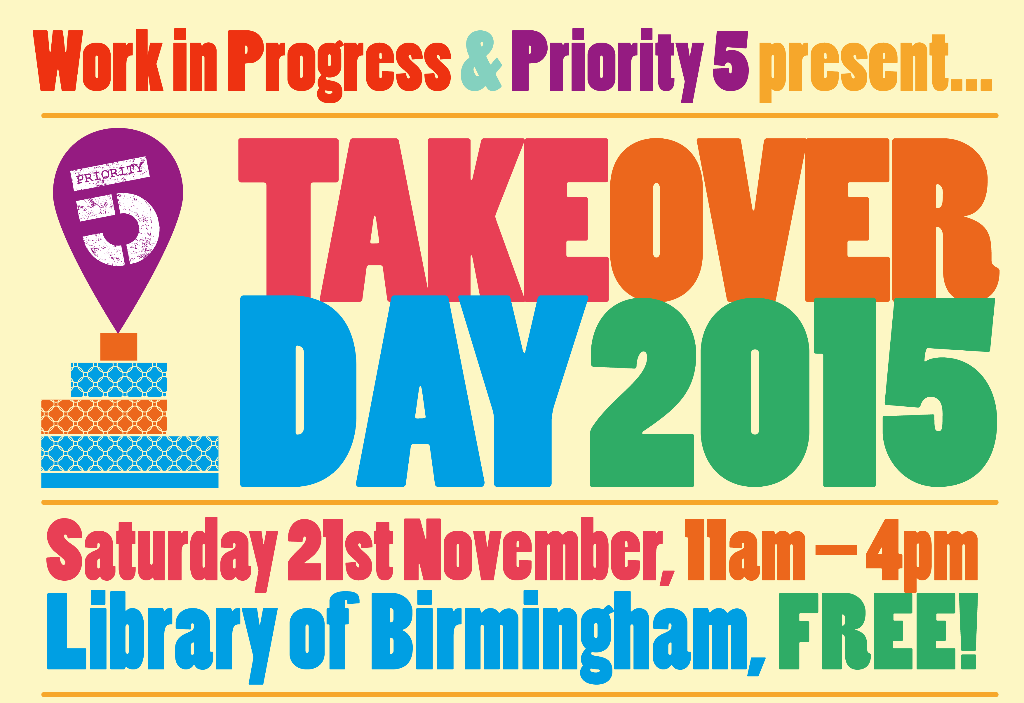 Work in Progress & Priority 5 present...
PRIORITY
5
TAKEOVER
DAY 2015
Saturday 21st November, 11am – 4pm
Library of Birmingham, FREE!